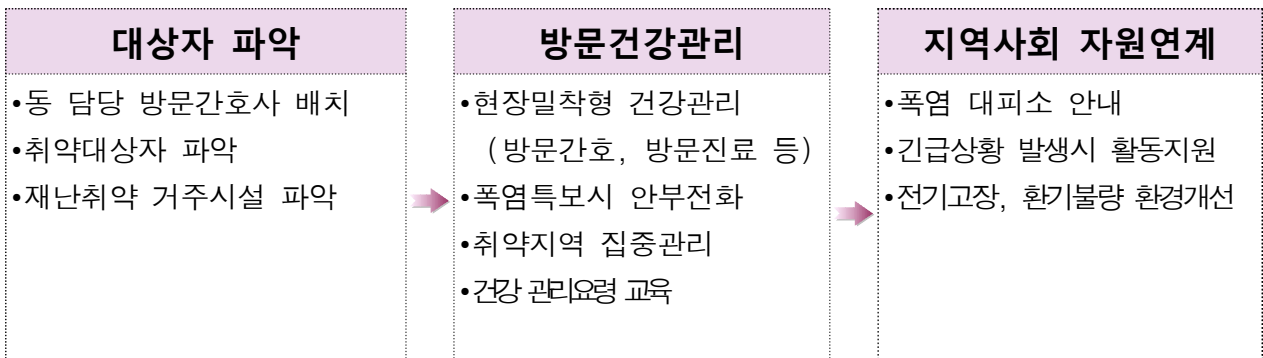 대상자 파악
•동 담당 방문간호사 배치
•취약대상자 파악
•재난취약 거주시설 파악
방문건강관리
•현장밀착형 건강관리
(방문간호, 방문진료 등)
•폭염특보시 안부전화
•취약지역 집중관리
•건강 관리요령 교육
지역사회 자원연계
•폭염 대피소 안내
•긴급상황 발생시 활동지원
•전기고장, 환기불량 환경개선